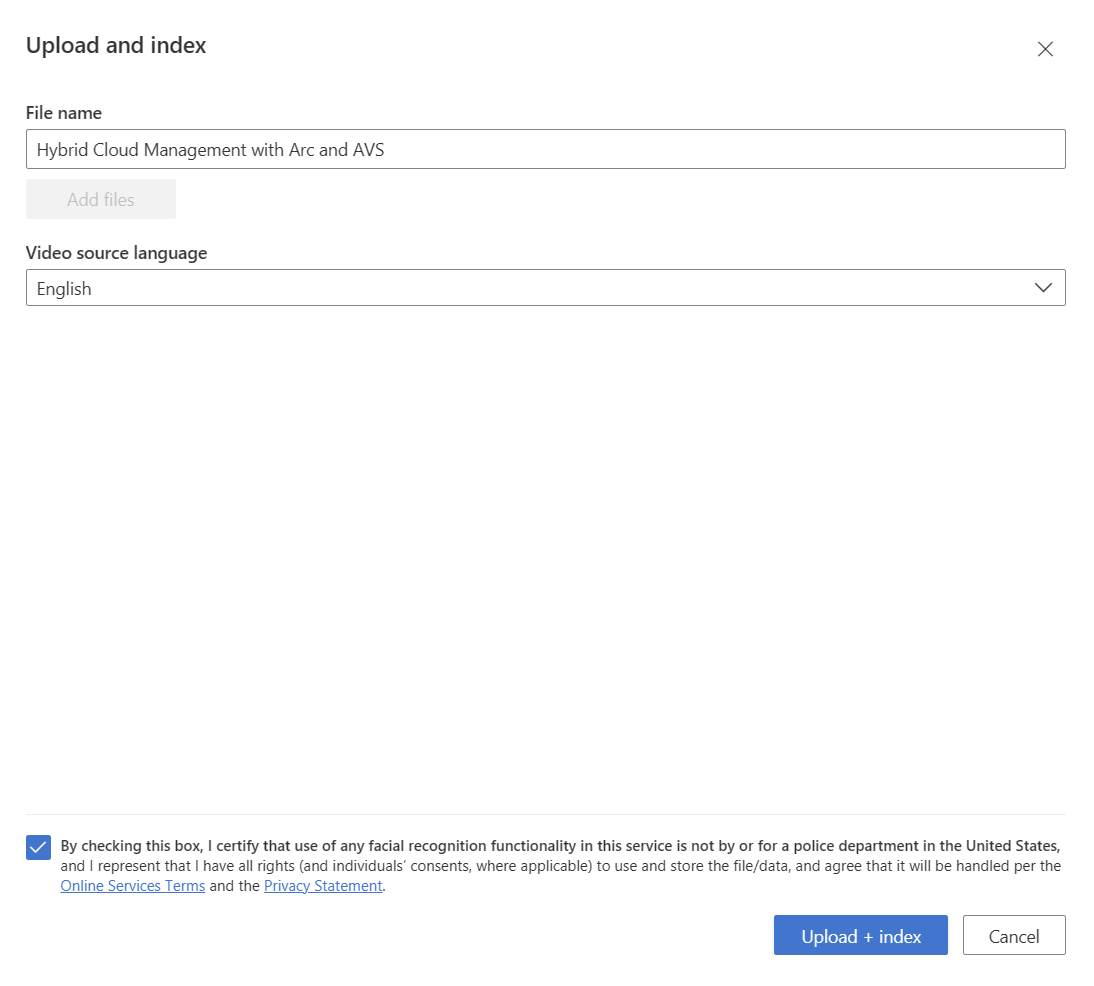 Upload and index
File name
Hybrid Cloud Management with Arc and AVS
Add files
Video source language
English
By checking this box, I certify that use of any facial recognition functionality in this service is not by or for a police department in the United States,
and I represent that I have all rights (and individuals’ consents, where applicable) to use and store the file/data, and agree that it will be handled per the
Online Services Terms and the Privacy Statement.
Upload + index
Cancel